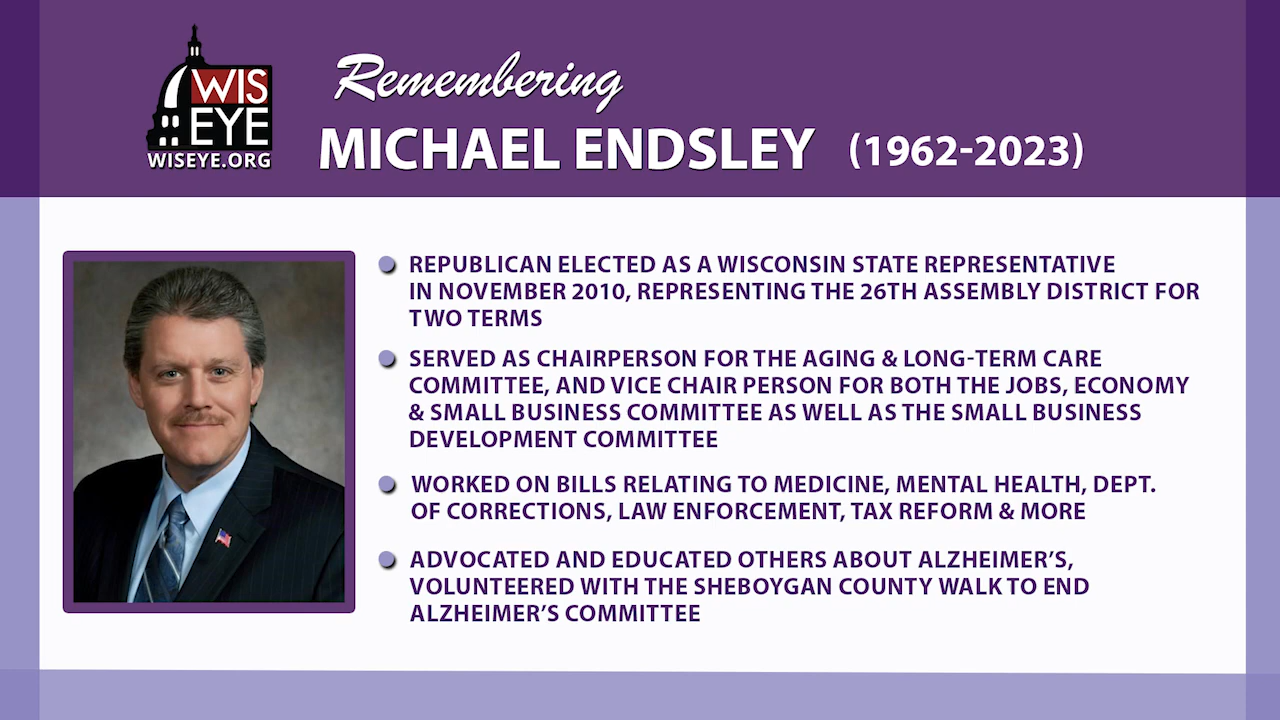 WIS
EYE
WISEYE.ORG
Remembering
MICHAEL ENDSLEY (1962-2023)
REPUBLICAN ELECTED AS A WISCONSIN STATE REPRESENTATIVE
IN NOVEMBER 2010, REPRESENTING THE 26TH ASSEMBLY DISTRICT FOR
TWO TERMS
SERVED AS CHAIRPERSON FOR THE AGING & LONG-TERM CARE
COMMITTEE, AND VICE CHAIR PERSON FOR BOTH THE JOBS, ECONOMY
& SMALL BUSINESS COMMITTEE AS WELL AS THE SMALL BUSINESS
DEVELOPMENT COMMITTEE
WORKED ON BILLS RELATING TO MEDICINE, MENTAL HEALTH, DEPT.
OF CORRECTIONS, LAW ENFORCEMENT, TAX REFORM & MORE
ADVOCATED AND EDUCATED OTHERS ABOUT ALZHEIMER’S,
VOLUNTEERED WITH THE SHEBOYGAN COUNTY WALK TO END
ALZHEIMER’S COMMITTEE